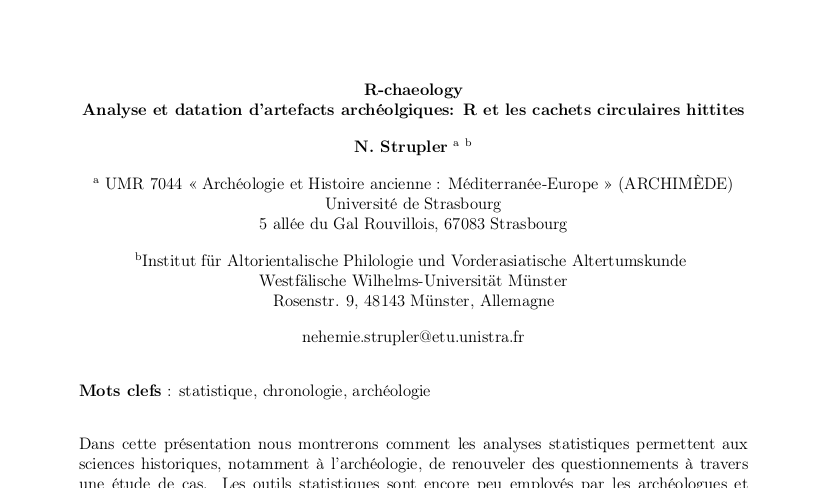 R-chaeology
Analyse et datation d'artefacts archéolgiques: R et les cachets circulaires hittites
N. Strupler a b
a UMR 7044 « Archéologie et Histoire ancienne : Méditerranée-Europe » (ARCHIMÈDE)
Université de Strasbourg
5 allée du Gal Rouvillois, 67083 Strasbourg
bInstitut für Altorientalische Philologie und Vorderasiatische Altertumskunde
Westfälische Wilhelms-Universität Münster
Rosenstr. 9, 48143 Münster, Allemagne
nehemie.strupler@etu.unistra.fr
Mots clefs : statistique, chronologie, archéologie
Dans cette présentation nous montrerons comment les analyses statistiques permettent aux
sciences historiques, notamment à l'archéologie, de renouveler des questionnements à travers
une étude de cas. Les outils statistiques sont encore peu employés par les archéologues et